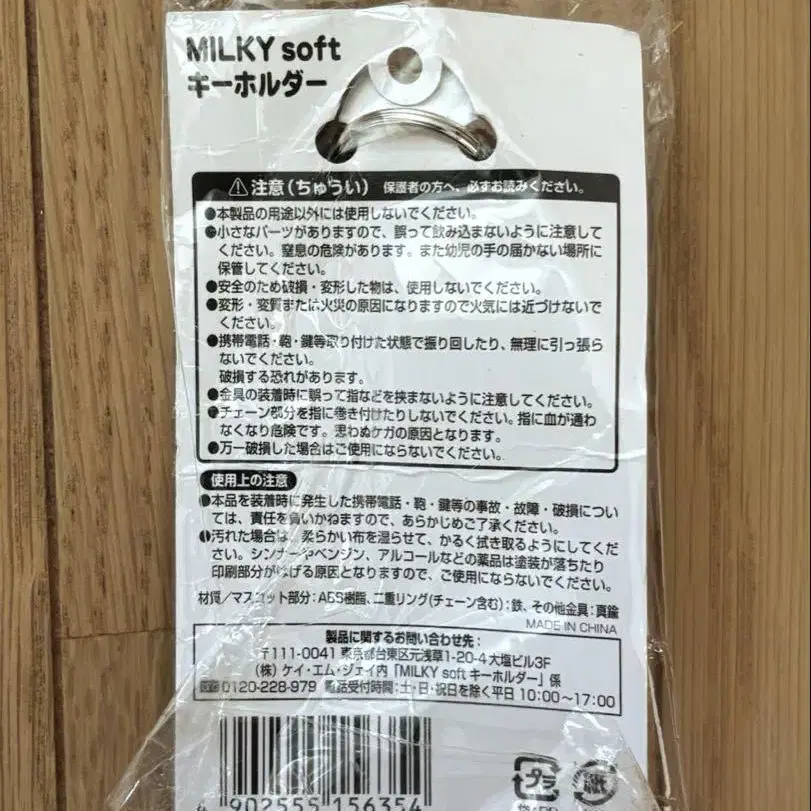 MILKY soft
キーホルダー
⚠注意(ちゅうい) 保護者の方へ、必ずお読みください。
●本製品の用途以外には使用しないでください。
●小さなパーツがありますので、誤って飲み込まないように注意して
ください。窒息の危険があります。また幼児の手の届かない場所に
保管してください。
●安全のため破損・変形した物は、使用しないでください。
●変形・変質または火災の原因になりますので火気には近づけないで
ください。
●携帯電話・鞄・鍵等取り付けた状態で振り回したり、無理に引っ張ら
ないでください。
破損する恐れがあります。
●金具の装着時に誤って指などを挟まないように注意してください。
●チェーン部分を指に巻き付けたりしないでください。指に血が通わ
なくなり危険です。思わぬケガの原因となります。
●万一破損した場合はご使用にならないでください。
使用上の注意
●本品を装着時に発生した携帯電話・鞄・鍵等の事故・故障・破損につい
ては、責任を負いかねますので、あらかじめご了承ください。
●汚れた場合は、柔らかい布を湿らせて、かるく拭き取るようにしてくだ
さい。シンナーやベンジン、アルコールなどの薬品は塗装が落ちたり
印刷部分がはげる原因となりますので、ご使用にならないでください。
材質/マスコット部分:ABS樹脂、二重リング(チェーン含む):鉄、その他金具:真鍮
MADE IN CHINA
製品に関するお問い合わせ先:
〒111-0041 東京都台東区元浅草1-20-4大塩ビル3F
(株)ケイ・エム・ジェイ内「MILKY soft キーホルダー」係
0120-228-979 電話受付時間:土・日・祝日を除く平日 10:00〜17:00
プラ
紙
4 902555 156354